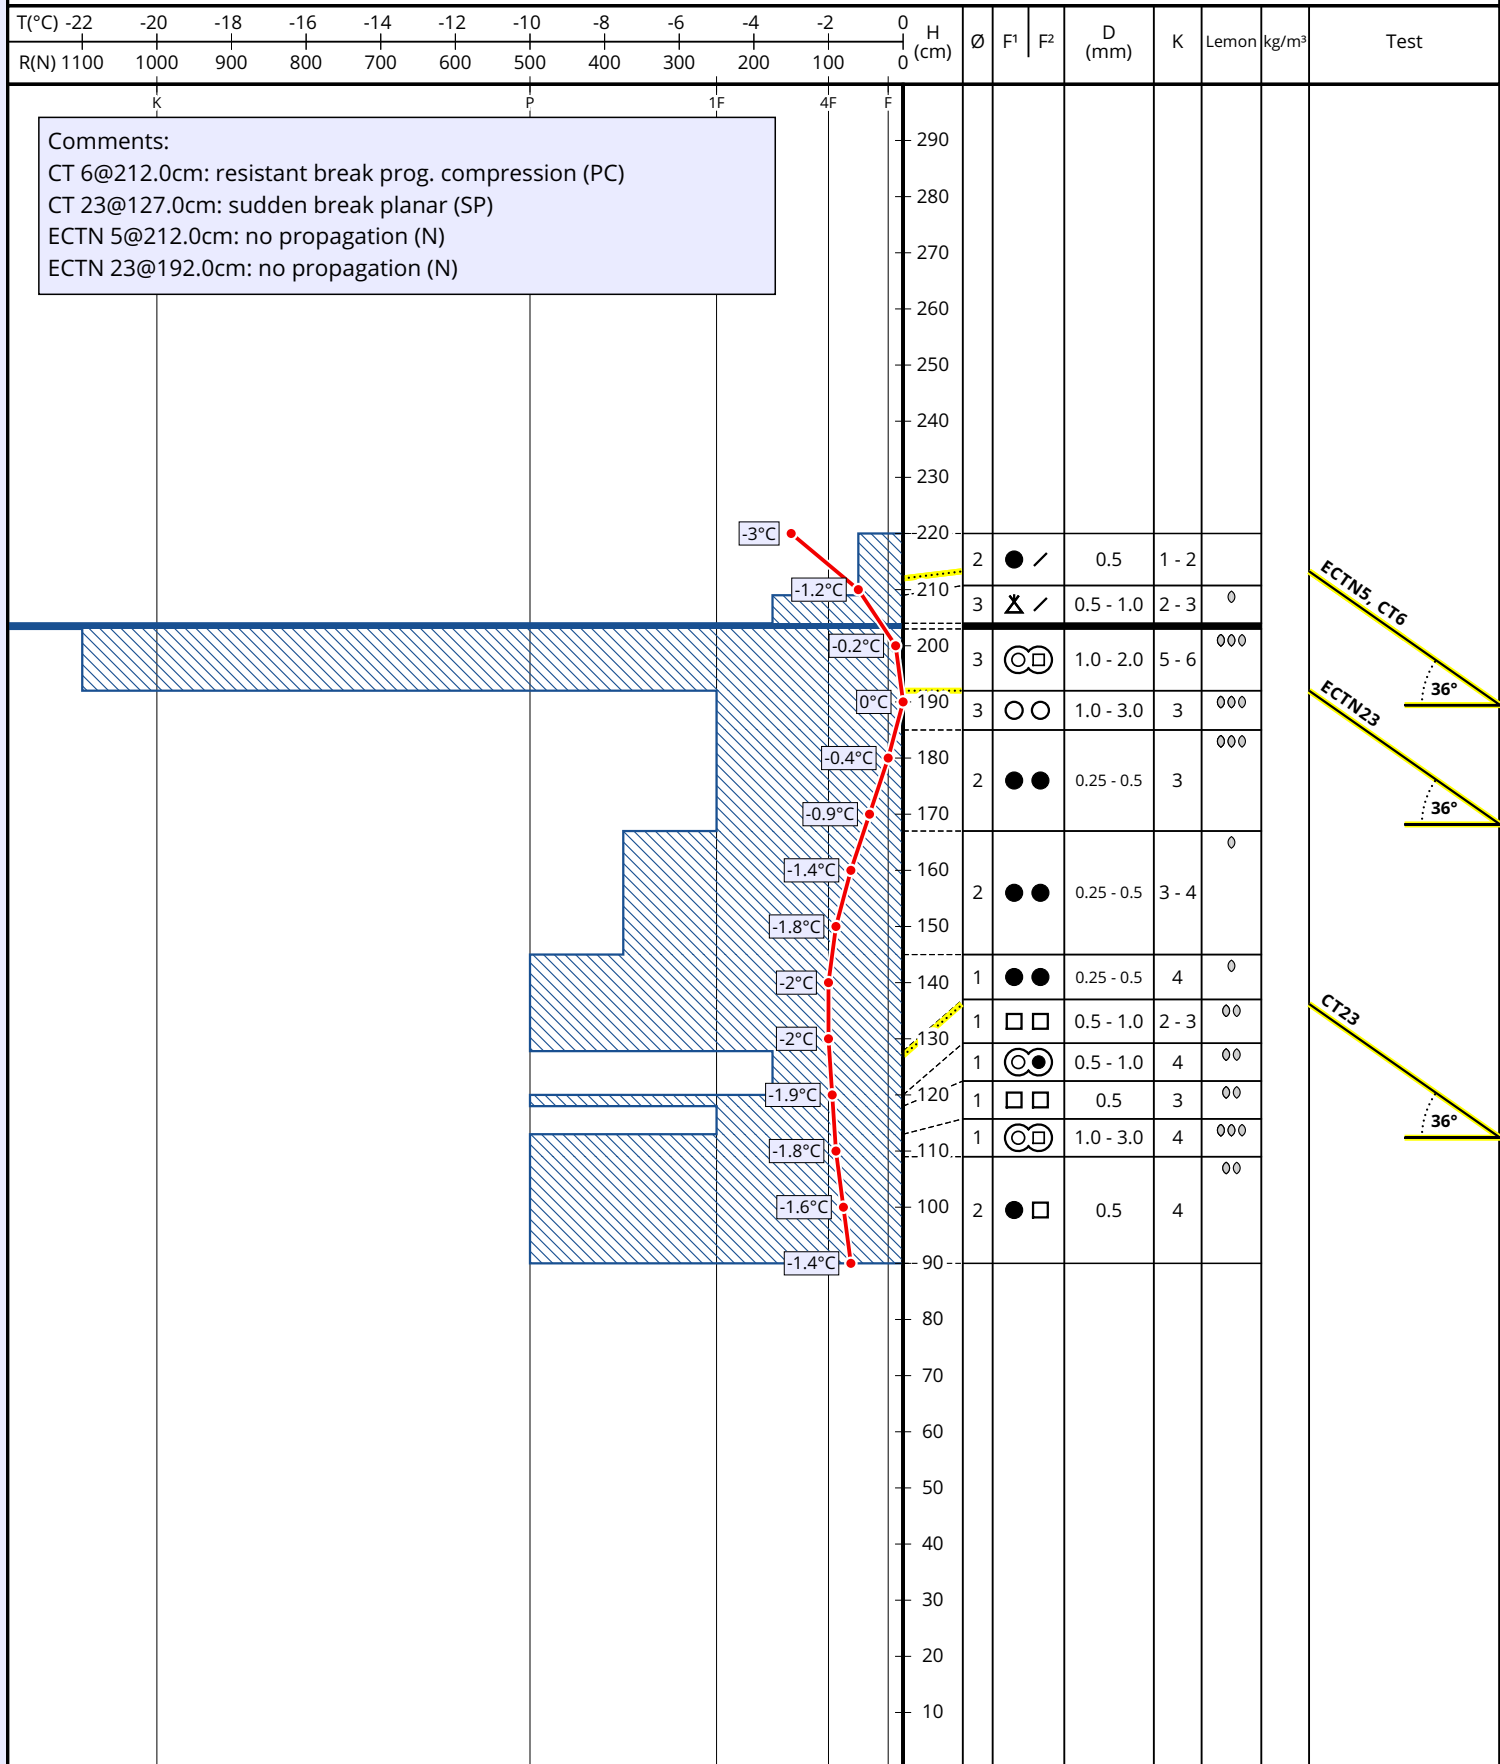 T(°C) -22 -20 -18 -16 -14 -12 -10 -8 -6 -4 -2 0
R(N) 1100 1000 900 800 700 600 500 400 300 200 100 0
H (cm) Ø F¹ F² D (mm) K Lemon kg/m³ Test
K P 1F 4F F
Comments:
CT 6@212.0cm: resistant break prog. compression (PC)
CT 23@127.0cm: sudden break planar (SP)
ECTN 5@212.0cm: no propagation (N)
ECTN 23@192.0cm: no propagation (N)
290
280
270
260
250
240
230
-3°C 220
2 0.5 1 - 2
-1.2°C 210
3 0.5 - 1.0 2 - 3
ECTN5, CT6
36°
-0.2°C 200
3 1.0 - 2.0 5 - 6
0°C 190
3 1.0 - 3.0 3
ECTN23
36°
-0.4°C 180
2 0.25 - 0.5 3
-0.9°C 170
-1.4°C 160
2 0.25 - 0.5 3 - 4
-1.8°C 150
-2°C 140
1 0.25 - 0.5 4
1 0.5 - 1.0 2 - 3
CT23
36°
-2°C 130
1 0.5 - 1.0 4
-1.9°C 120
1 0.5 3
1 1.0 - 3.0 4
-1.8°C 110
-1.6°C 100
2 0.5 4
-1.4°C 90
80
70
60
50
40
30
20
10